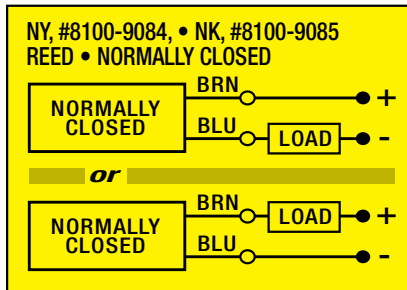 NY, #8100-9084, • NK, #8100-9085
REED • NORMALLY CLOSED
BRN
+
NORMALLY
CLOSED
BLU
LOAD
-
or
BRN
LOAD
+
NORMALLY
CLOSED
BLU
-